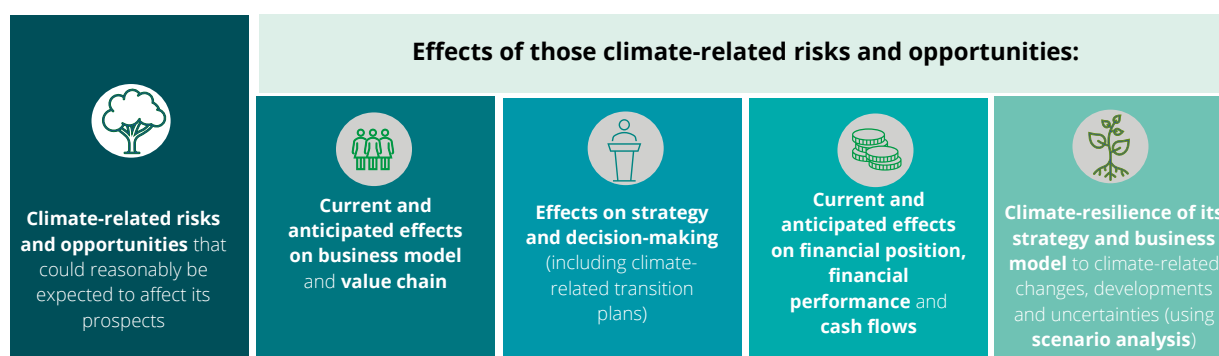 Effects of those climate-related risks and opportunities:
Climate-related risks
and opportunities that
could reasonably be
expected to affect its
prospects
Current and
anticipated effects
on business model
and value chain
Effects on strategy
and decision-making
(including climate-
related transition
plans)
Current and
anticipated effects
on financial position,
financial
performance and
cash flows
Climate-resilience of its
strategy and business
model to climate-related
changes, developments
and uncertainties (using
scenario analysis)